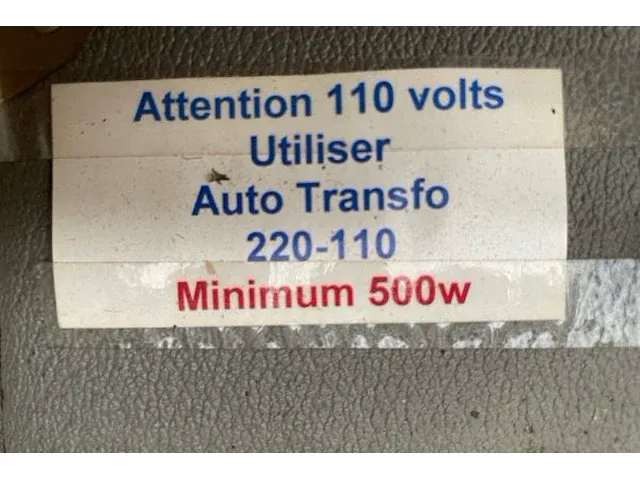 Attention 110 volts
Utiliser
Auto Transfo
220-110
Minimum 500w